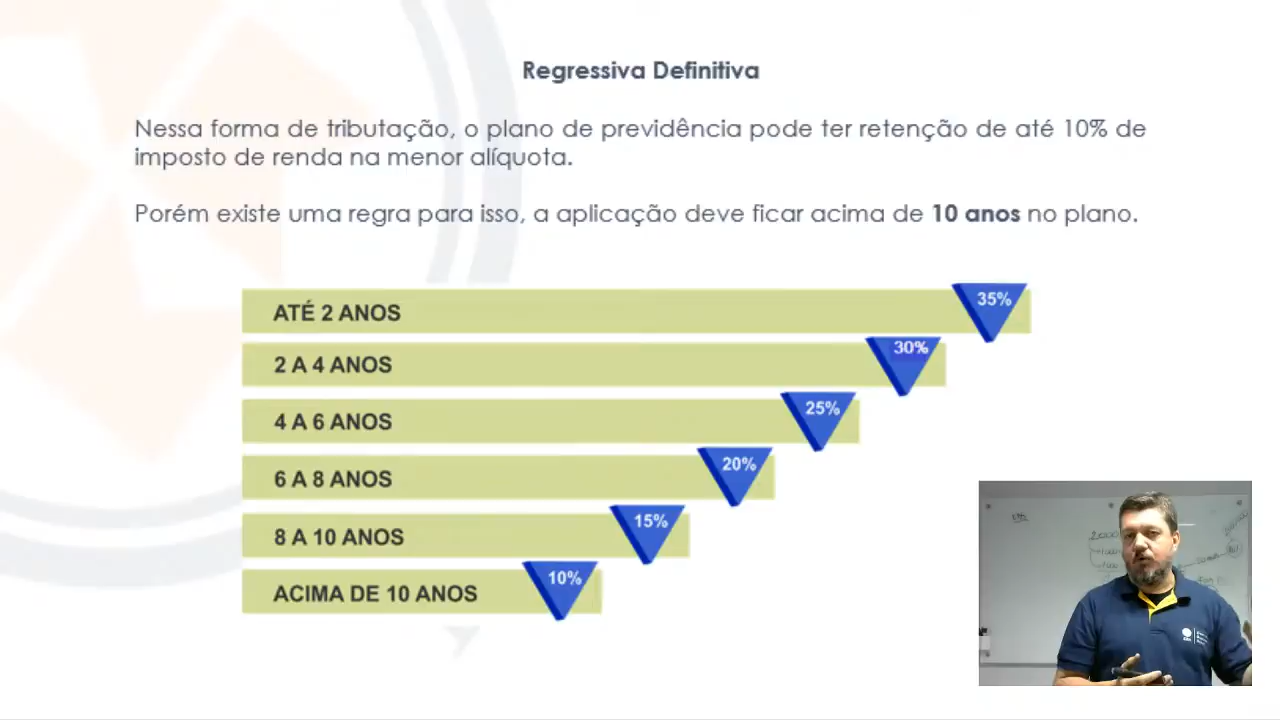 Regressiva Definitiva
Nessa forma de tributação, o plano de previdência pode ter retenção de até 10% de
imposto de renda na menor alíquota.
Porém existe uma regra para isso, a aplicação deve ficar acima de 10 anos no plano.
ATÉ 2 ANOS 35%
2 A 4 ANOS 30%
4 A 6 ANOS 25%
6 A 8 ANOS 20%
8 A 10 ANOS 15%
ACIMA DE 10 ANOS 10%